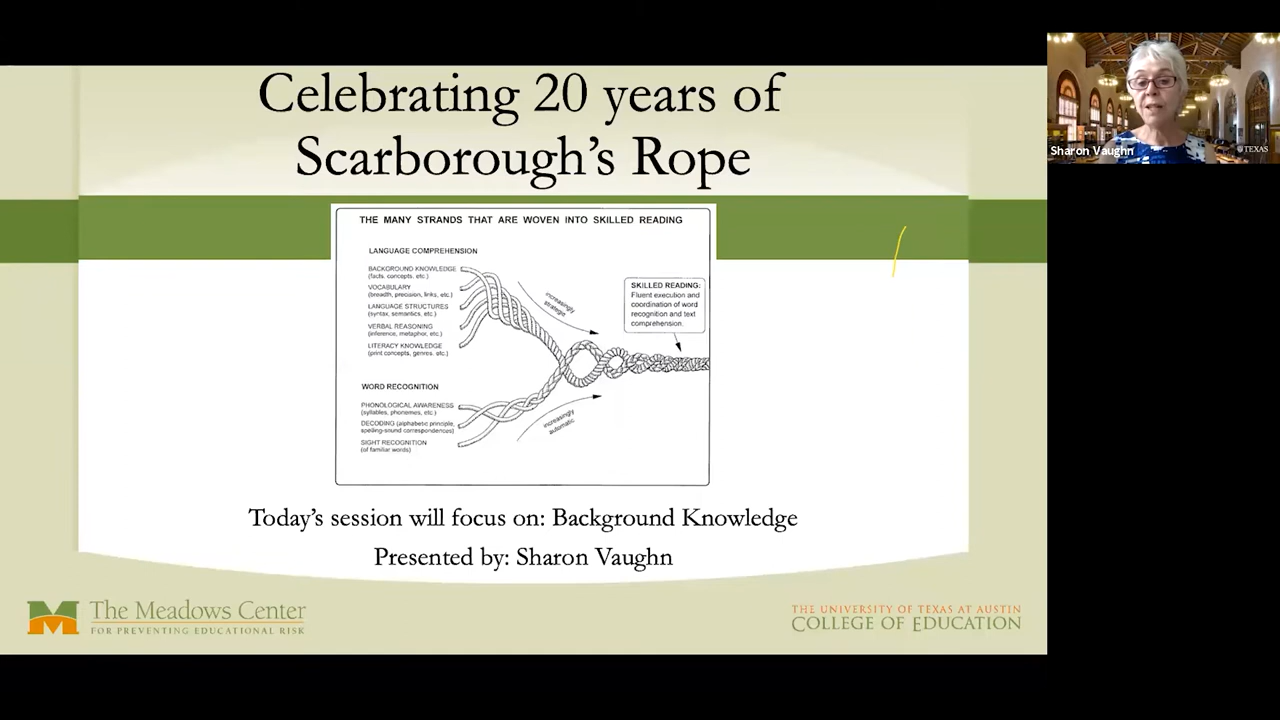 Celebrating 20 years of
Scarborough's Rope
THE MANY STRANDS THAT ARE WOVEN INTO SKILLED READING
LANGUAGE COMPREHENSION
BACKGROUND KNOWLEDGE
(facts, concepts, etc.)
VOCABULARY
(breadth, precision, links, etc.)
LANGUAGE STRUCTURES
(syntax, semantics, etc.)
VERBAL REASONING
(inference, metaphor, etc.)
LITERACY KNOWLEDGE
(print concepts, genres, etc.)
increasingly
strategic
SKILLED READING:
Fluent execution and
coordination of word
recognition and text
comprehension.
WORD RECOGNITION
PHONOLOGICAL AWARENESS
(syllables, phonemes, etc.)
DECODING (alphabetic principle,
spelling-sound correspondences)
SIGHT RECOGNITION
(of familiar words)
increasingly
automatic
Today's session will focus on: Background Knowledge
Presented by: Sharon Vaughn
The Meadows Center
FOR PREVENTING EDUCATIONAL RISK
THE UNIVERSITY OF TEXAS AT AUSTIN
COLLEGE OF EDUCATION
Sharon Vaughn
TEXAS